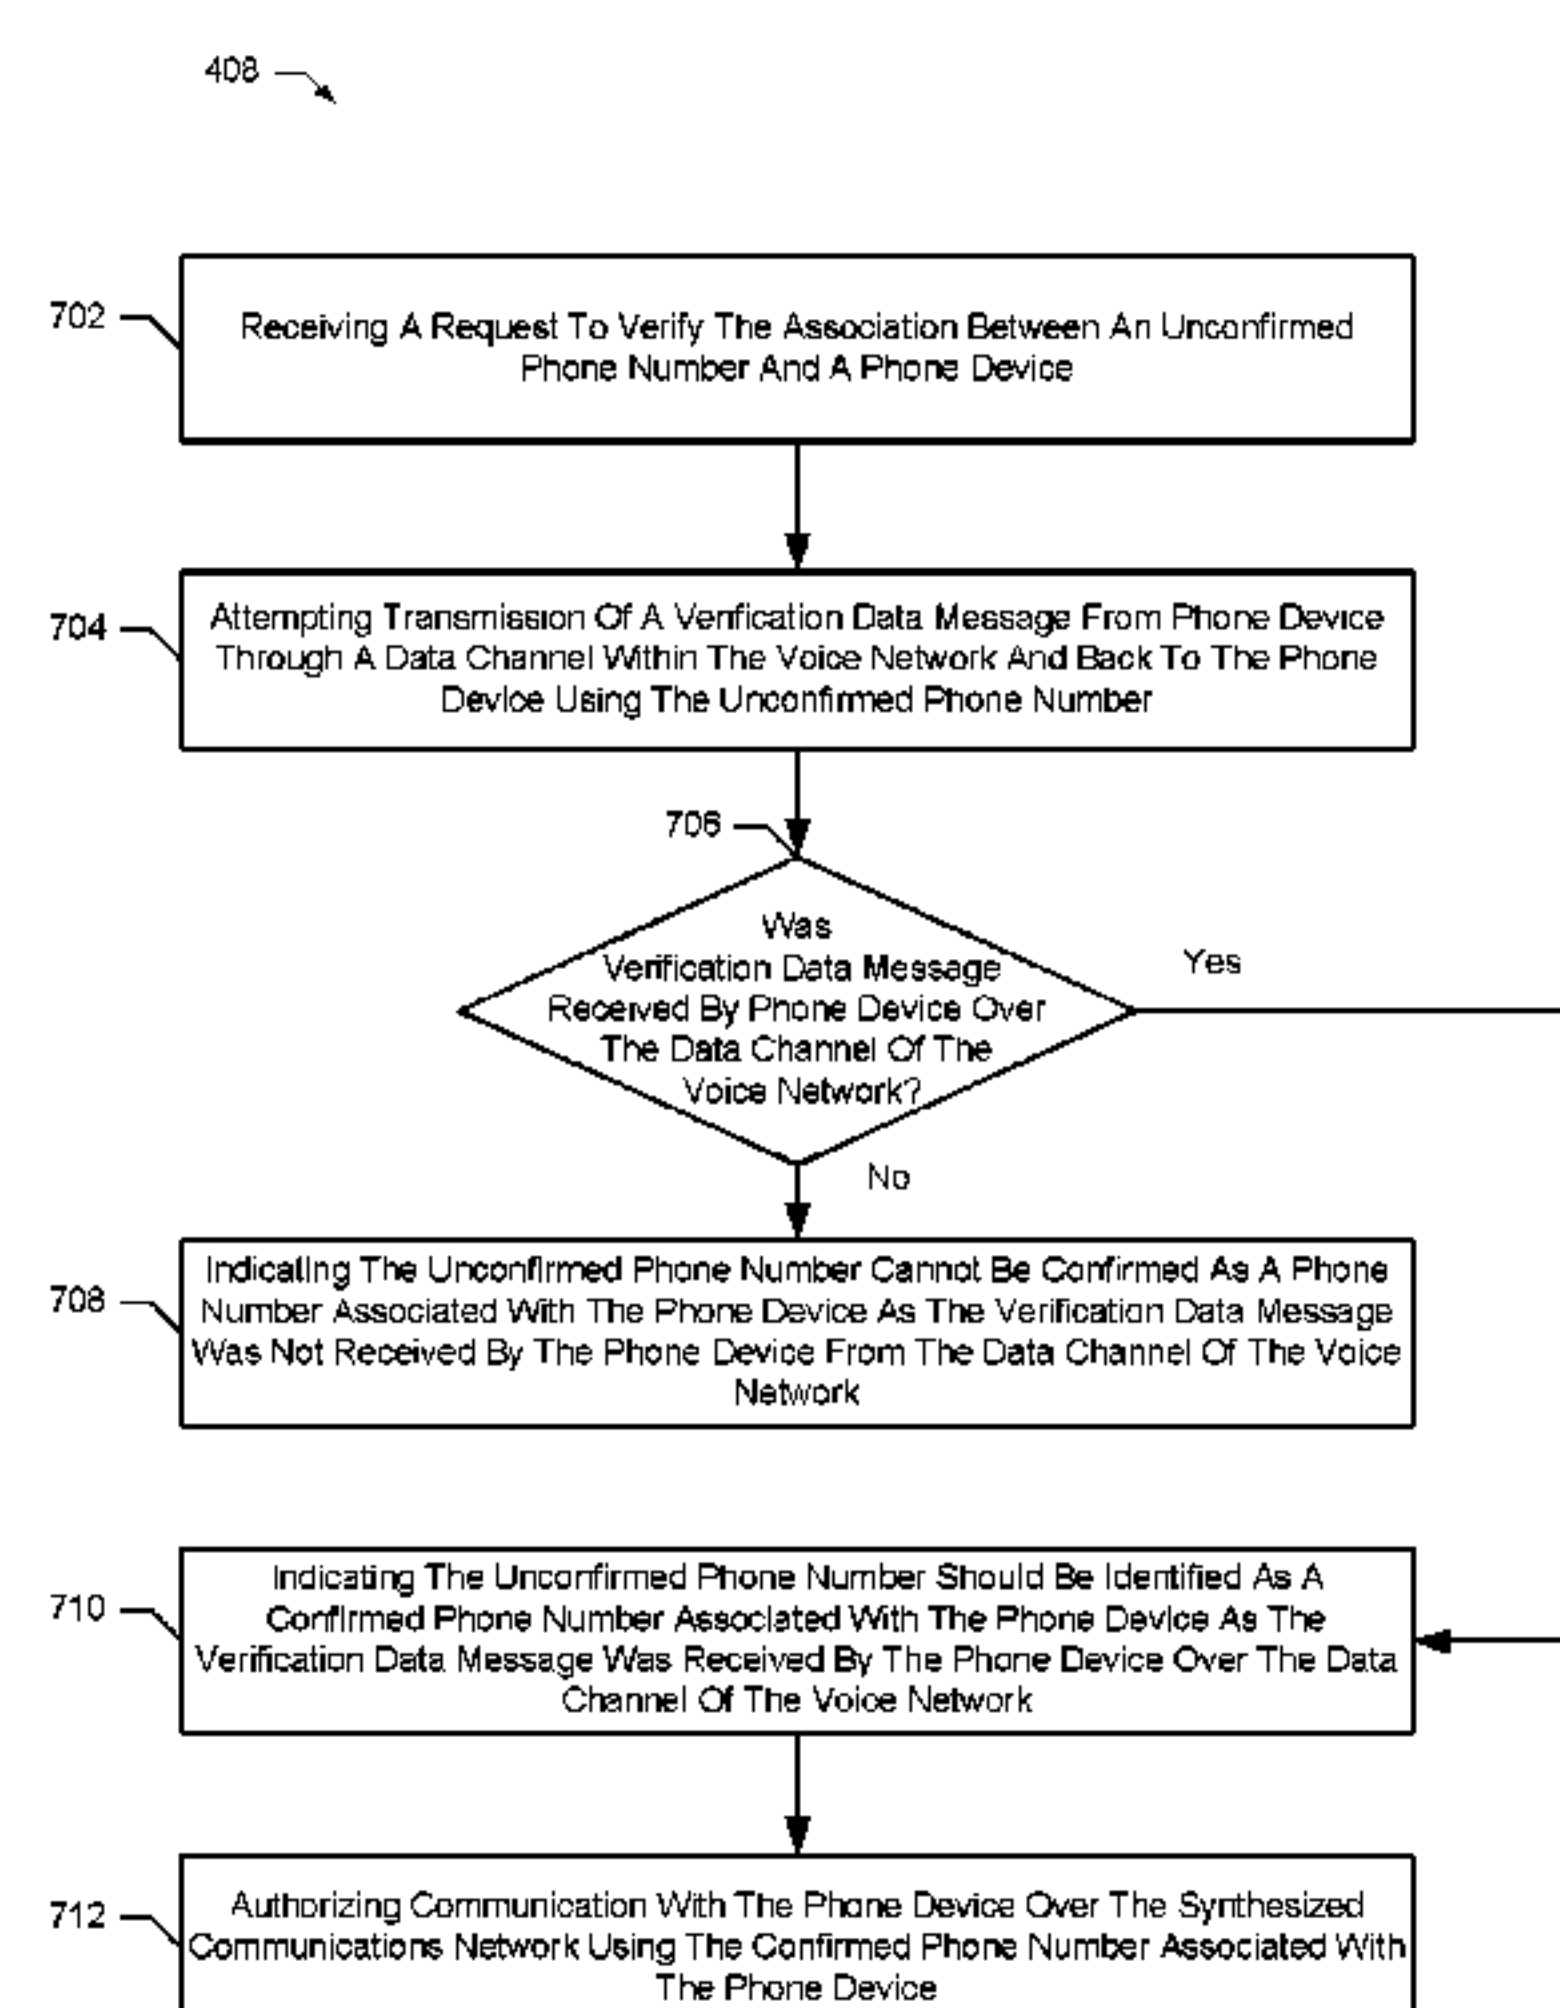 408
702
Receiving A Request To Verify The Association Between An Unconfirmed
Phone Number And A Phone Device
704
Attempting Transmission Of A Verification Data Message From Phone Device
Through A Data Channel Within The Voice Network And Back To The Phone
Device Using The Unconfirmed Phone Number
706
Was
Verification Data Message
Received By Phone Device Over
The Data Channel Of The
Voice Network?
Yes
No
708
Indicating The Unconfirmed Phone Number Cannot Be Confirmed As A Phone
Number Associated With The Phone Device As The Verification Data Message
Was Not Received By The Phone Device From The Data Channel Of The Voice
Network
710
Indicating The Unconfirmed Phone Number Should Be Identified As A
Confirmed Phone Number Associated With The Phone Device As The
Verification Data Message Was Received By The Phone Device Over The Data
Channel Of The Voice Network
712
Authorizing Communication With The Phone Device Over The Synthesized
Communications Network Using The Confirmed Phone Number Associated With
The Phone Device